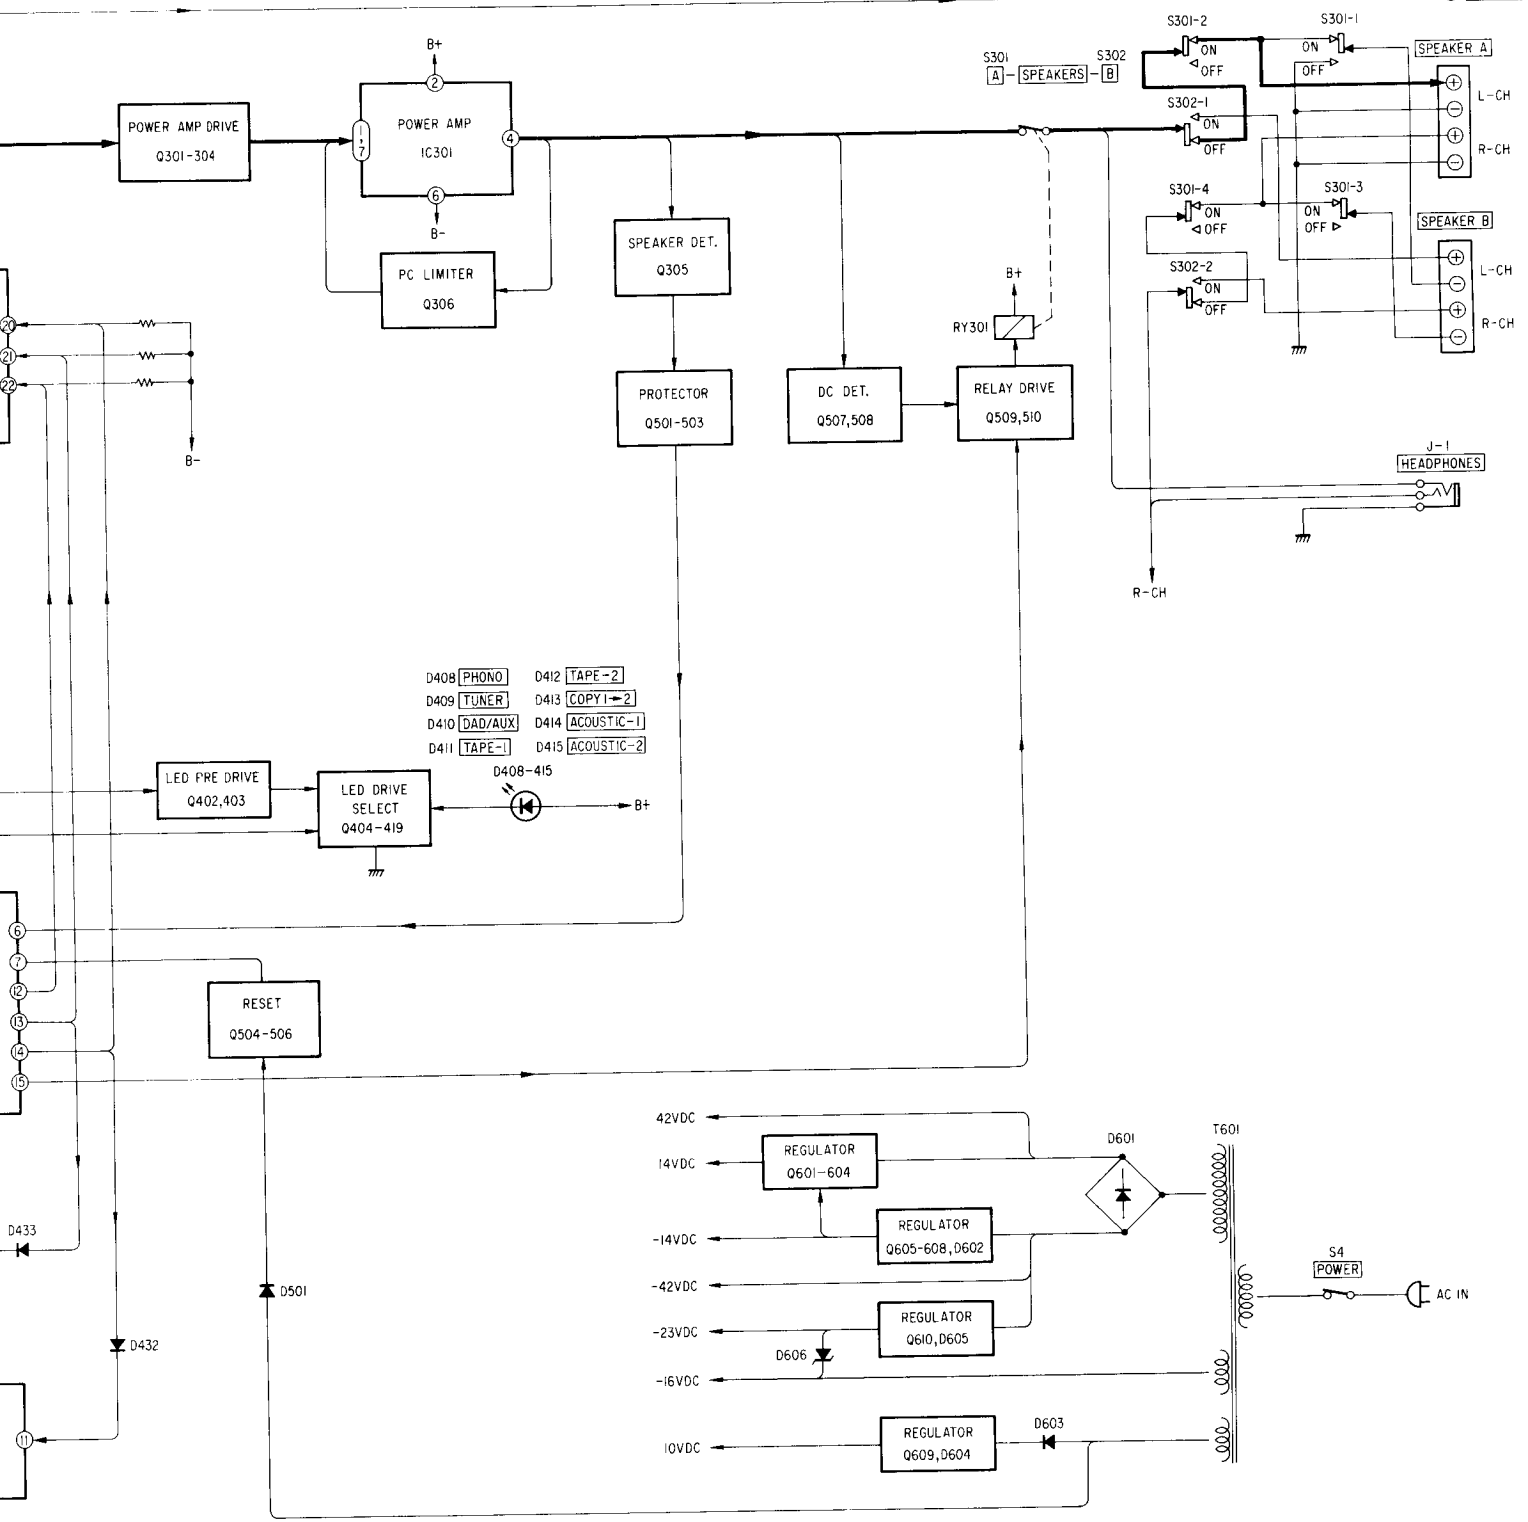 S301-2
S301-1
B+
S301
S302
A - SPEAKERS - B
ON
OFF
ON
OFF
SPEAKER A
+
L-CH
-
+
R-CH
-
POWER AMP DRIVE
Q301-304
1,7
2
POWER AMP
IC301
4
6
B-
S302-1
ON
OFF
SPEAKER DET.
Q305
PC LIMITER
Q306
S301-4
ON
OFF
S301-3
ON
OFF
SPEAKER B
+
L-CH
-
+
R-CH
-
S302-2
ON
OFF
B+
RY301
20
21
22
B-
PROTECTOR
Q501-503
DC DET.
Q507,508
RELAY DRIVE
Q509,510
J-1
HEADPHONES
R-CH
D408 PHONO
D412 TAPE-2
D409 TUNER
D413 COPY 1→2
D410 DAD/AUX
D414 ACOUSTIC-1
D411 TAPE-1
D415 ACOUSTIC-2
D408-415
B+
LED PRE DRIVE
Q402,403
LED DRIVE
SELECT
Q404-419
6
7
12
13
14
15
RESET
Q504-506
42VDC
14VDC
REGULATOR
Q601-604
D601
T601
-14VDC
REGULATOR
Q605-608,D602
-42VDC
-23VDC
REGULATOR
Q610,D605
D606
-16VDC
10VDC
REGULATOR
Q609,D604
D603
S4
POWER
AC IN
D433
D501
D432
11